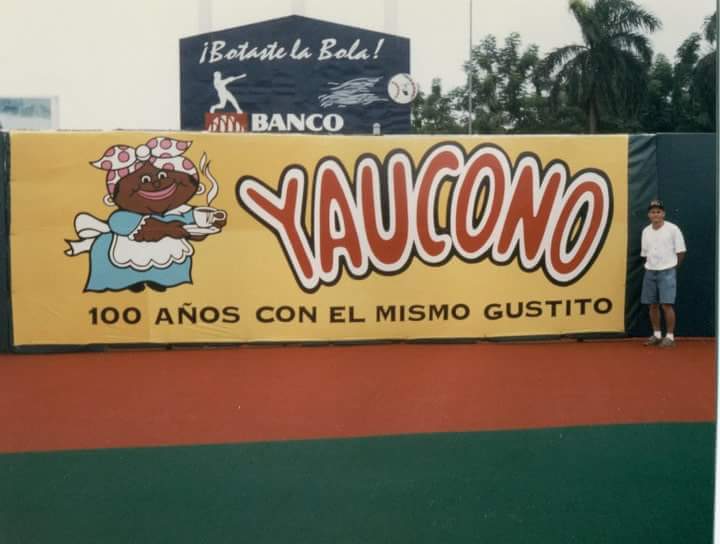 ¡Botaste la Bola!
BANCO
YAUCONO
100 AÑOS CON EL MISMO GUSTITO